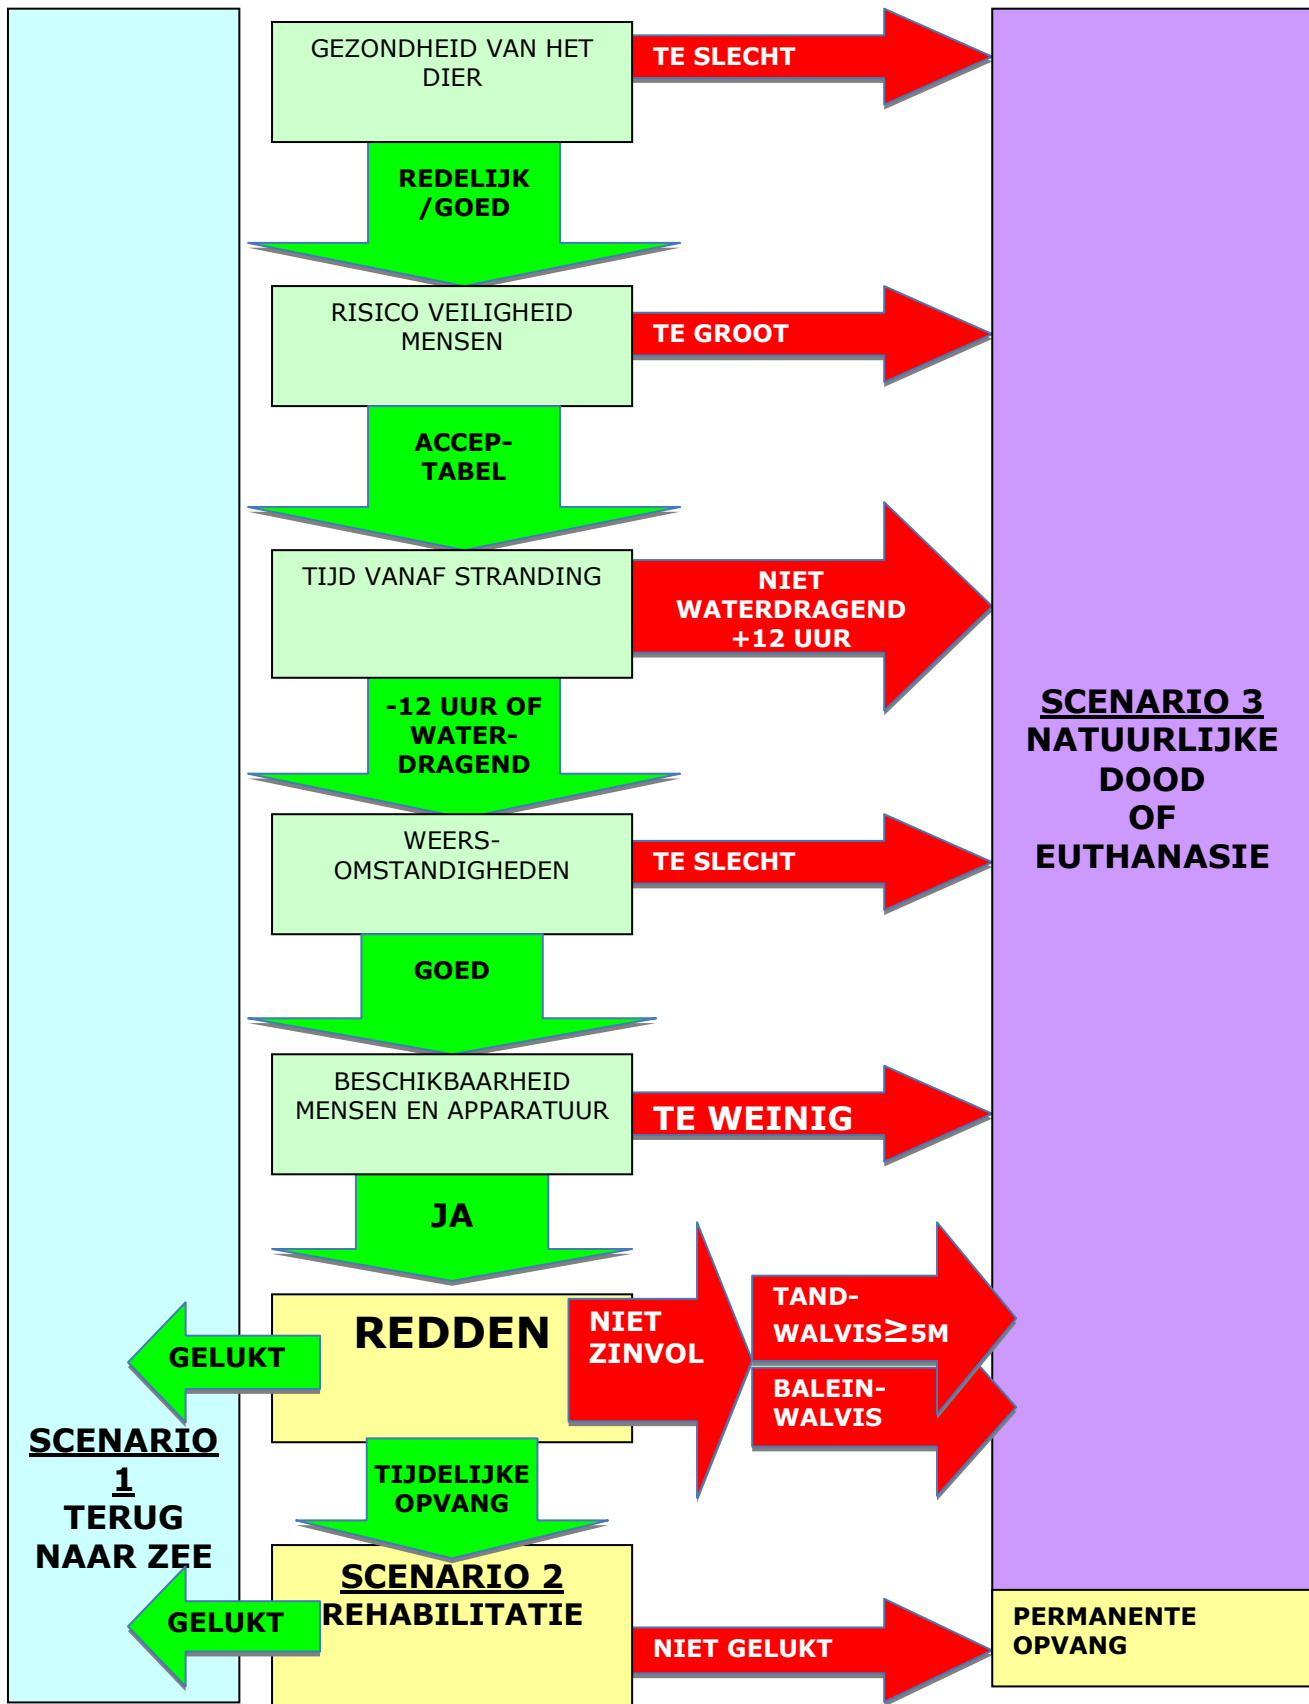 GEZONDHEID VAN HET
DIER
TE SLECHT
REDELIJK
/GOED
RISICO VEILIGHEID
MENSEN
TE GROOT
ACCEP-
TABEL
TIJD VANAF STRANDING
NIET
WATERDRAGEND
+12 UUR
-12 UUR OF
WATER-
DRAGEND
SCENARIO 3
NATUURLIJKE
DOOD
OF
EUTHANASIE
WEERS-
OMSTANDIGHEDEN
TE SLECHT
GOED
BESCHIKBAARHEID
MENSEN EN APPARATUUR
TE WEINIG
JA
REDDEN
NIET
ZINVOL
TAND-
WALVIS≥5M
BALEIN-
WALVIS
GELUKT
SCENARIO
1
TERUG
NAAR ZEE
TIJDELIJKE
OPVANG
SCENARIO 2
REHABILITATIE
GELUKT
NIET GELUKT
PERMANENTE
OPVANG